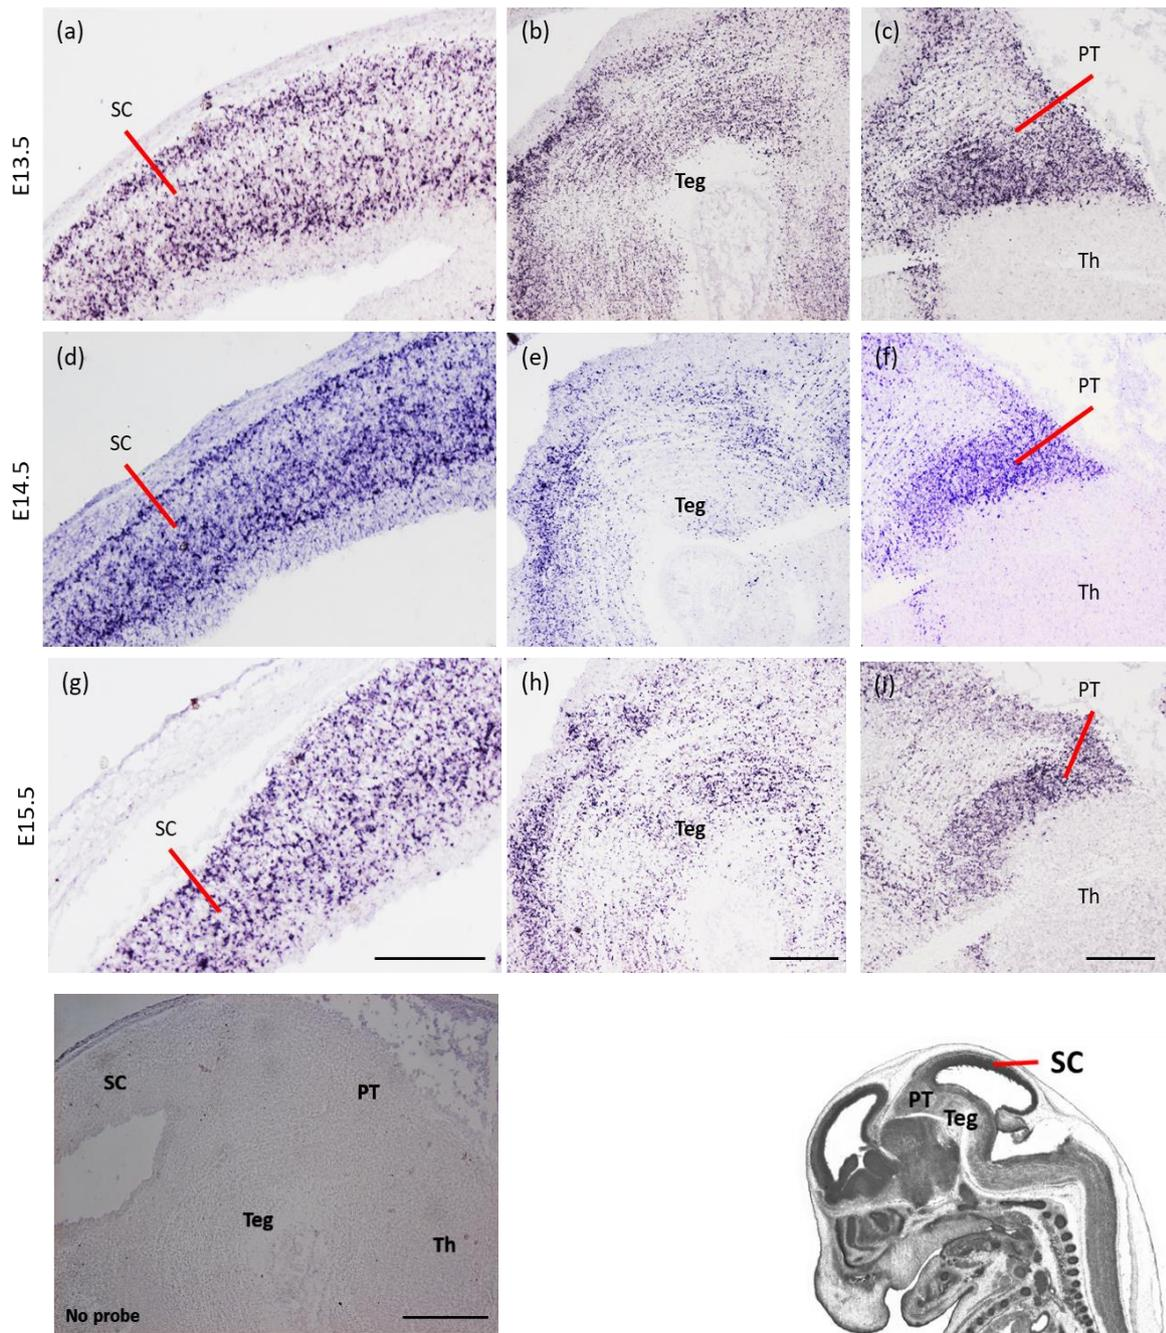 (a)
(b)
(c)
SC
PT
Teg
Th
E13.5
(d)
(e)
(f)
SC
PT
Teg
Th
E14.5
(g)
(h)
(i)
SC
PT
Teg
Th
E15.5
SC
PT
Teg
Th
No probe
SC
PT
Teg